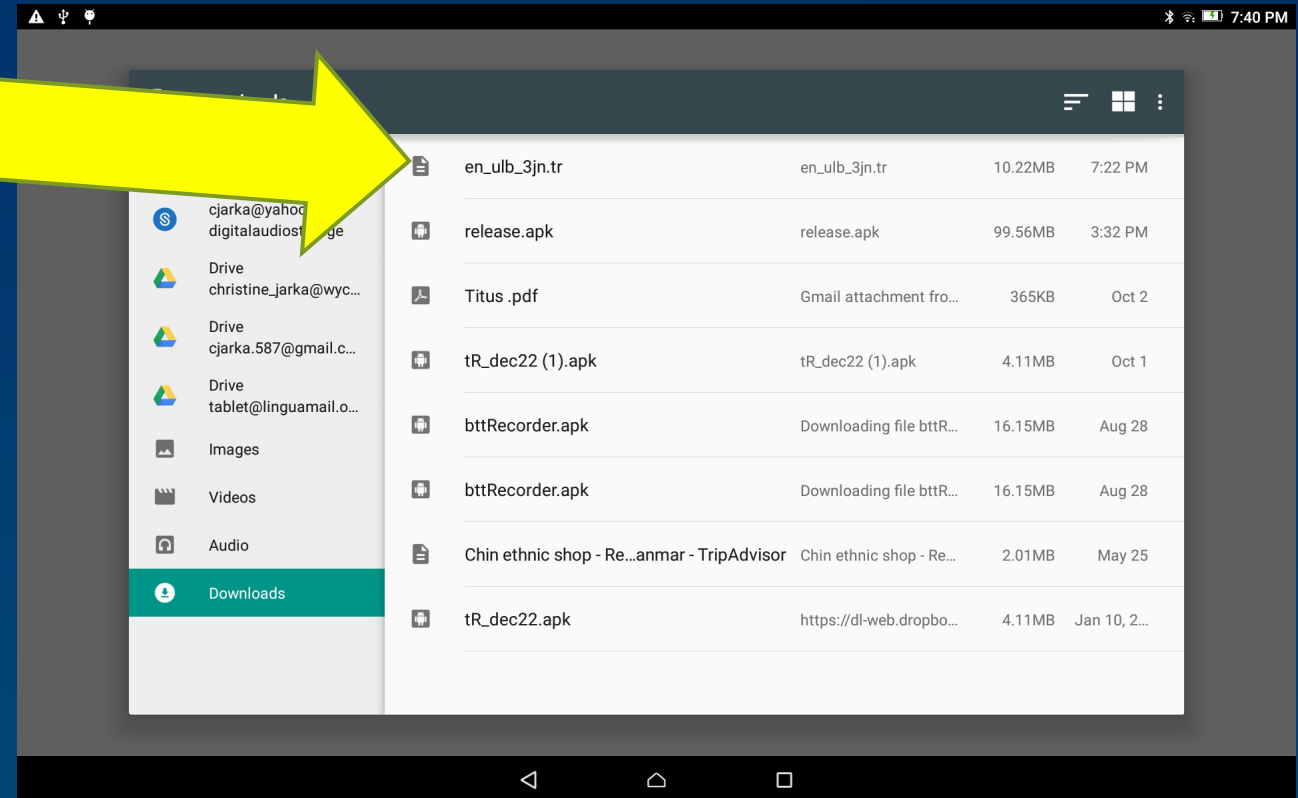 7:40 PM
cjarka@yahoo
digitalaudiost ge
Drive
christine_jarka@wyc...
Drive
cjarka.587@gmail.c...
Drive
tablet@linguamail.o...
Images
Videos
Audio
Downloads
en_ulb_3jn.tr en_ulb_3jn.tr 10.22MB 7:22 PM
release.apk release.apk 99.56MB 3:32 PM
Titus .pdf Gmail attachment fro... 365KB Oct 2
tR_dec22 (1).apk tR_dec22 (1).apk 4.11MB Oct 1
bttRecorder.apk Downloading file bttR... 16.15MB Aug 28
bttRecorder.apk Downloading file bttR... 16.15MB Aug 28
Chin ethnic shop - Re...anmar - TripAdvisor Chin ethnic shop - Re... 2.01MB May 25
tR_dec22.apk https://dl-web.dropbo... 4.11MB Jan 10, 2...